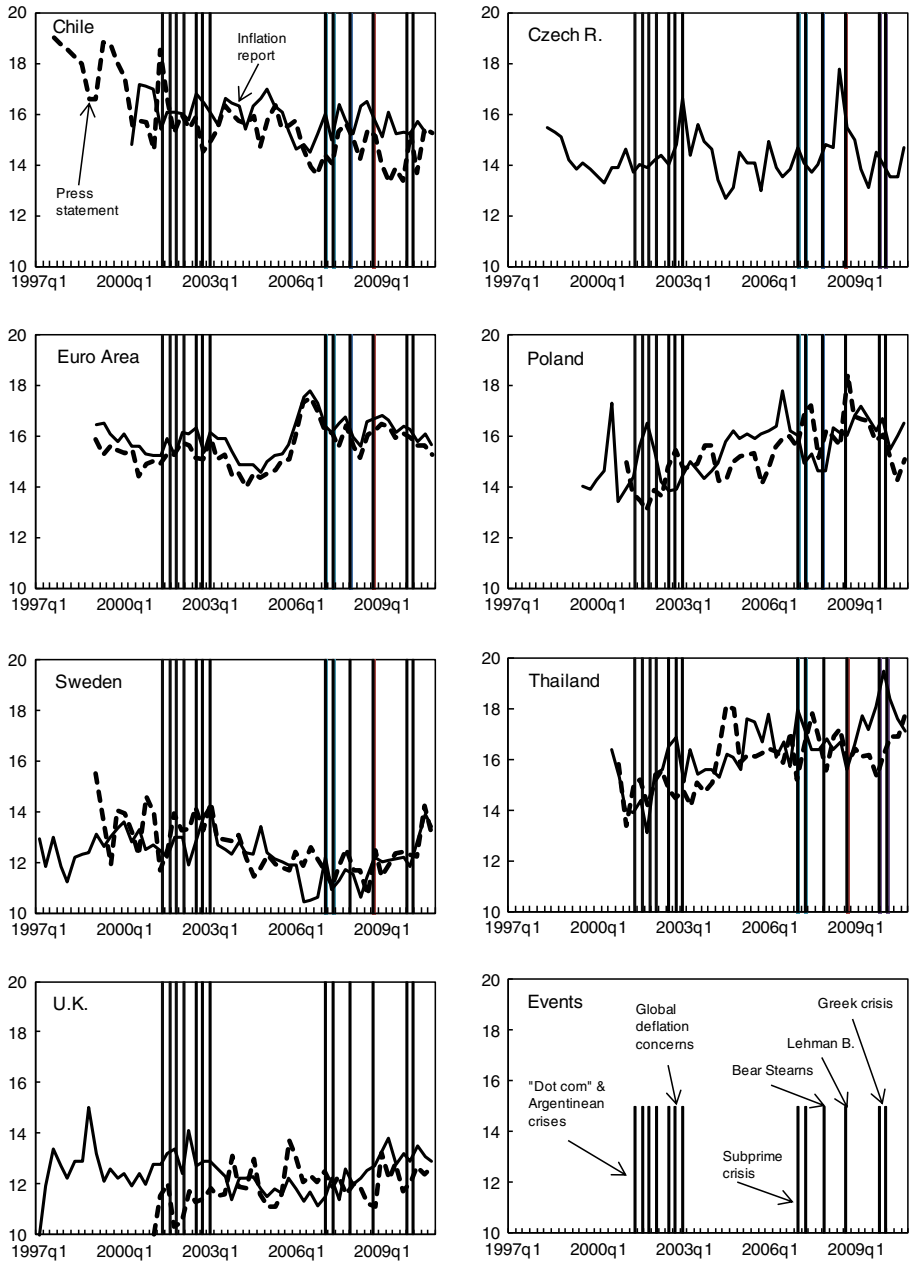 20
18
16
14
12
10
Chile
Inflation
report
Press
statement
1997q1 2000q1 2003q1 2006q1 2009q1
20
18
16
14
12
10
Czech R.
1997q1 2000q1 2003q1 2006q1 2009q1
20
18
16
14
12
10
Euro Area
1997q1 2000q1 2003q1 2006q1 2009q1
20
18
16
14
12
10
Poland
1997q1 2000q1 2003q1 2006q1 2009q1
20
18
16
14
12
10
Sweden
1997q1 2000q1 2003q1 2006q1 2009q1
20
18
16
14
12
10
Thailand
1997q1 2000q1 2003q1 2006q1 2009q1
20
18
16
14
12
10
U.K.
1997q1 2000q1 2003q1 2006q1 2009q1
20
18
16
14
12
10
Events
Global
deflation
concerns
Greek crisis
Lehman B.
Bear Stearns
"Dot com" &
Argentinean
crises
Subprime
crisis
1997q1 2000q1 2003q1 2006q1 2009q1